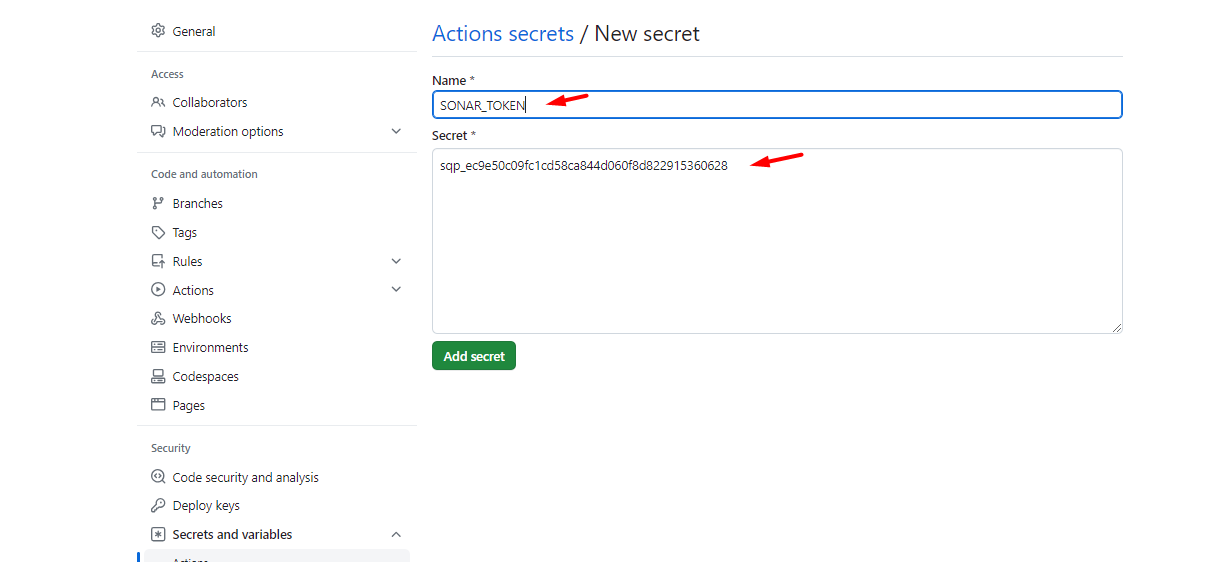 General
Access
Collaborators
Moderation options
Code and automation
Branches
Tags
Rules
Actions
Webhooks
Environments
Codespaces
Pages
Security
Code security and analysis
Deploy keys
Secrets and variables
Actions
Actions secrets / New secret
Name *
SONAR_TOKEN
Secret *
sqp_ec9e50c09fc1cd58ca844d060f8d822915360628
Add secret